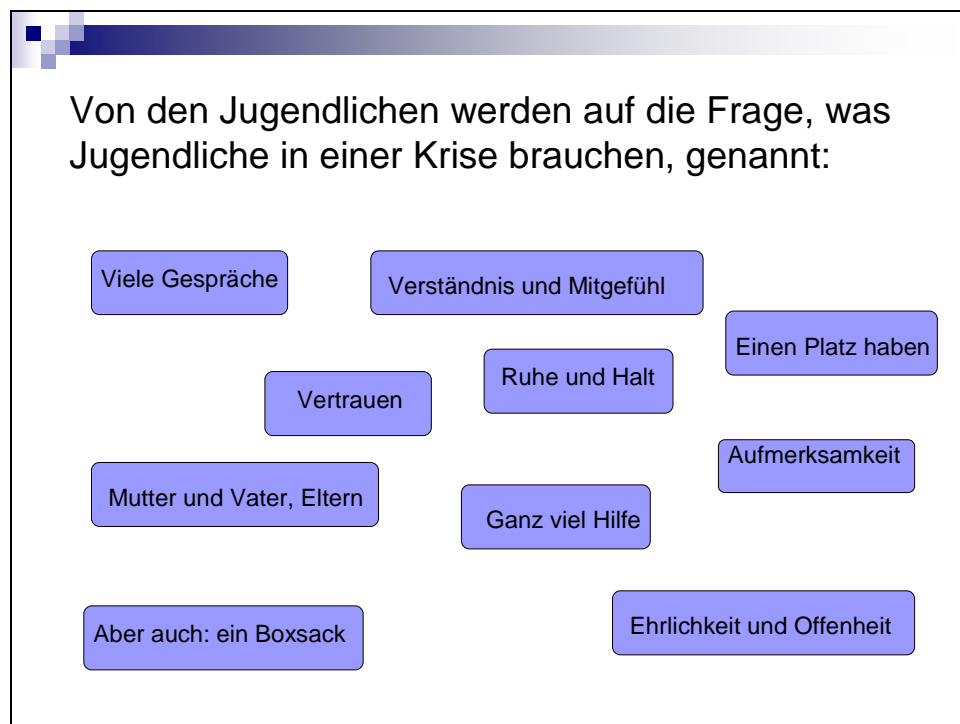 Von den Jugendlichen werden auf die Frage, was
Jugendliche in einer Krise brauchen, genannt:
Viele Gespräche
Verständnis und Mitgefühl
Einen Platz haben
Ruhe und Halt
Vertrauen
Aufmerksamkeit
Mutter und Vater, Eltern
Ganz viel Hilfe
Aber auch: ein Boxsack
Ehrlichkeit und Offenheit